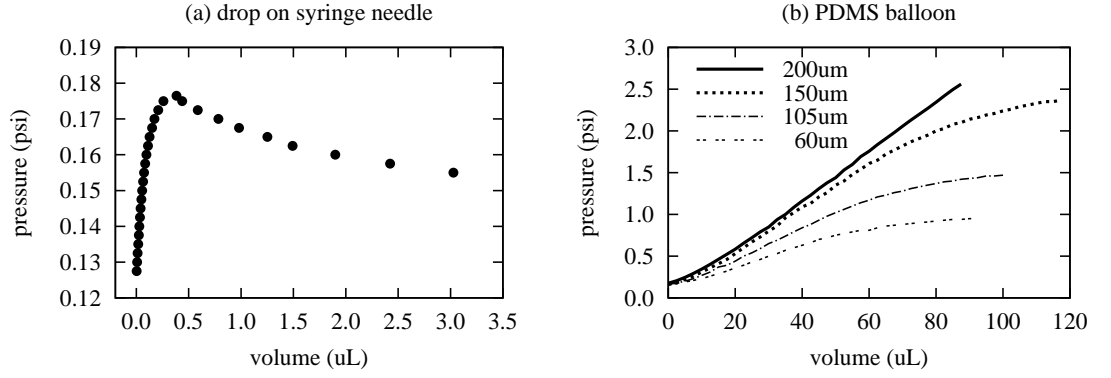 (a) drop on syringe needle
0.19
0.18
0.17
0.16
0.15
0.14
0.13
0.12
pressure (psi)
0.0 0.5 1.0 1.5 2.0 2.5 3.0 3.5
volume (uL)
(b) PDMS balloon
3.0
2.5
2.0
1.5
1.0
0.5
0.0
pressure (psi)
200um
150um
105um
60um
0 20 40 60 80 100 120
volume (uL)